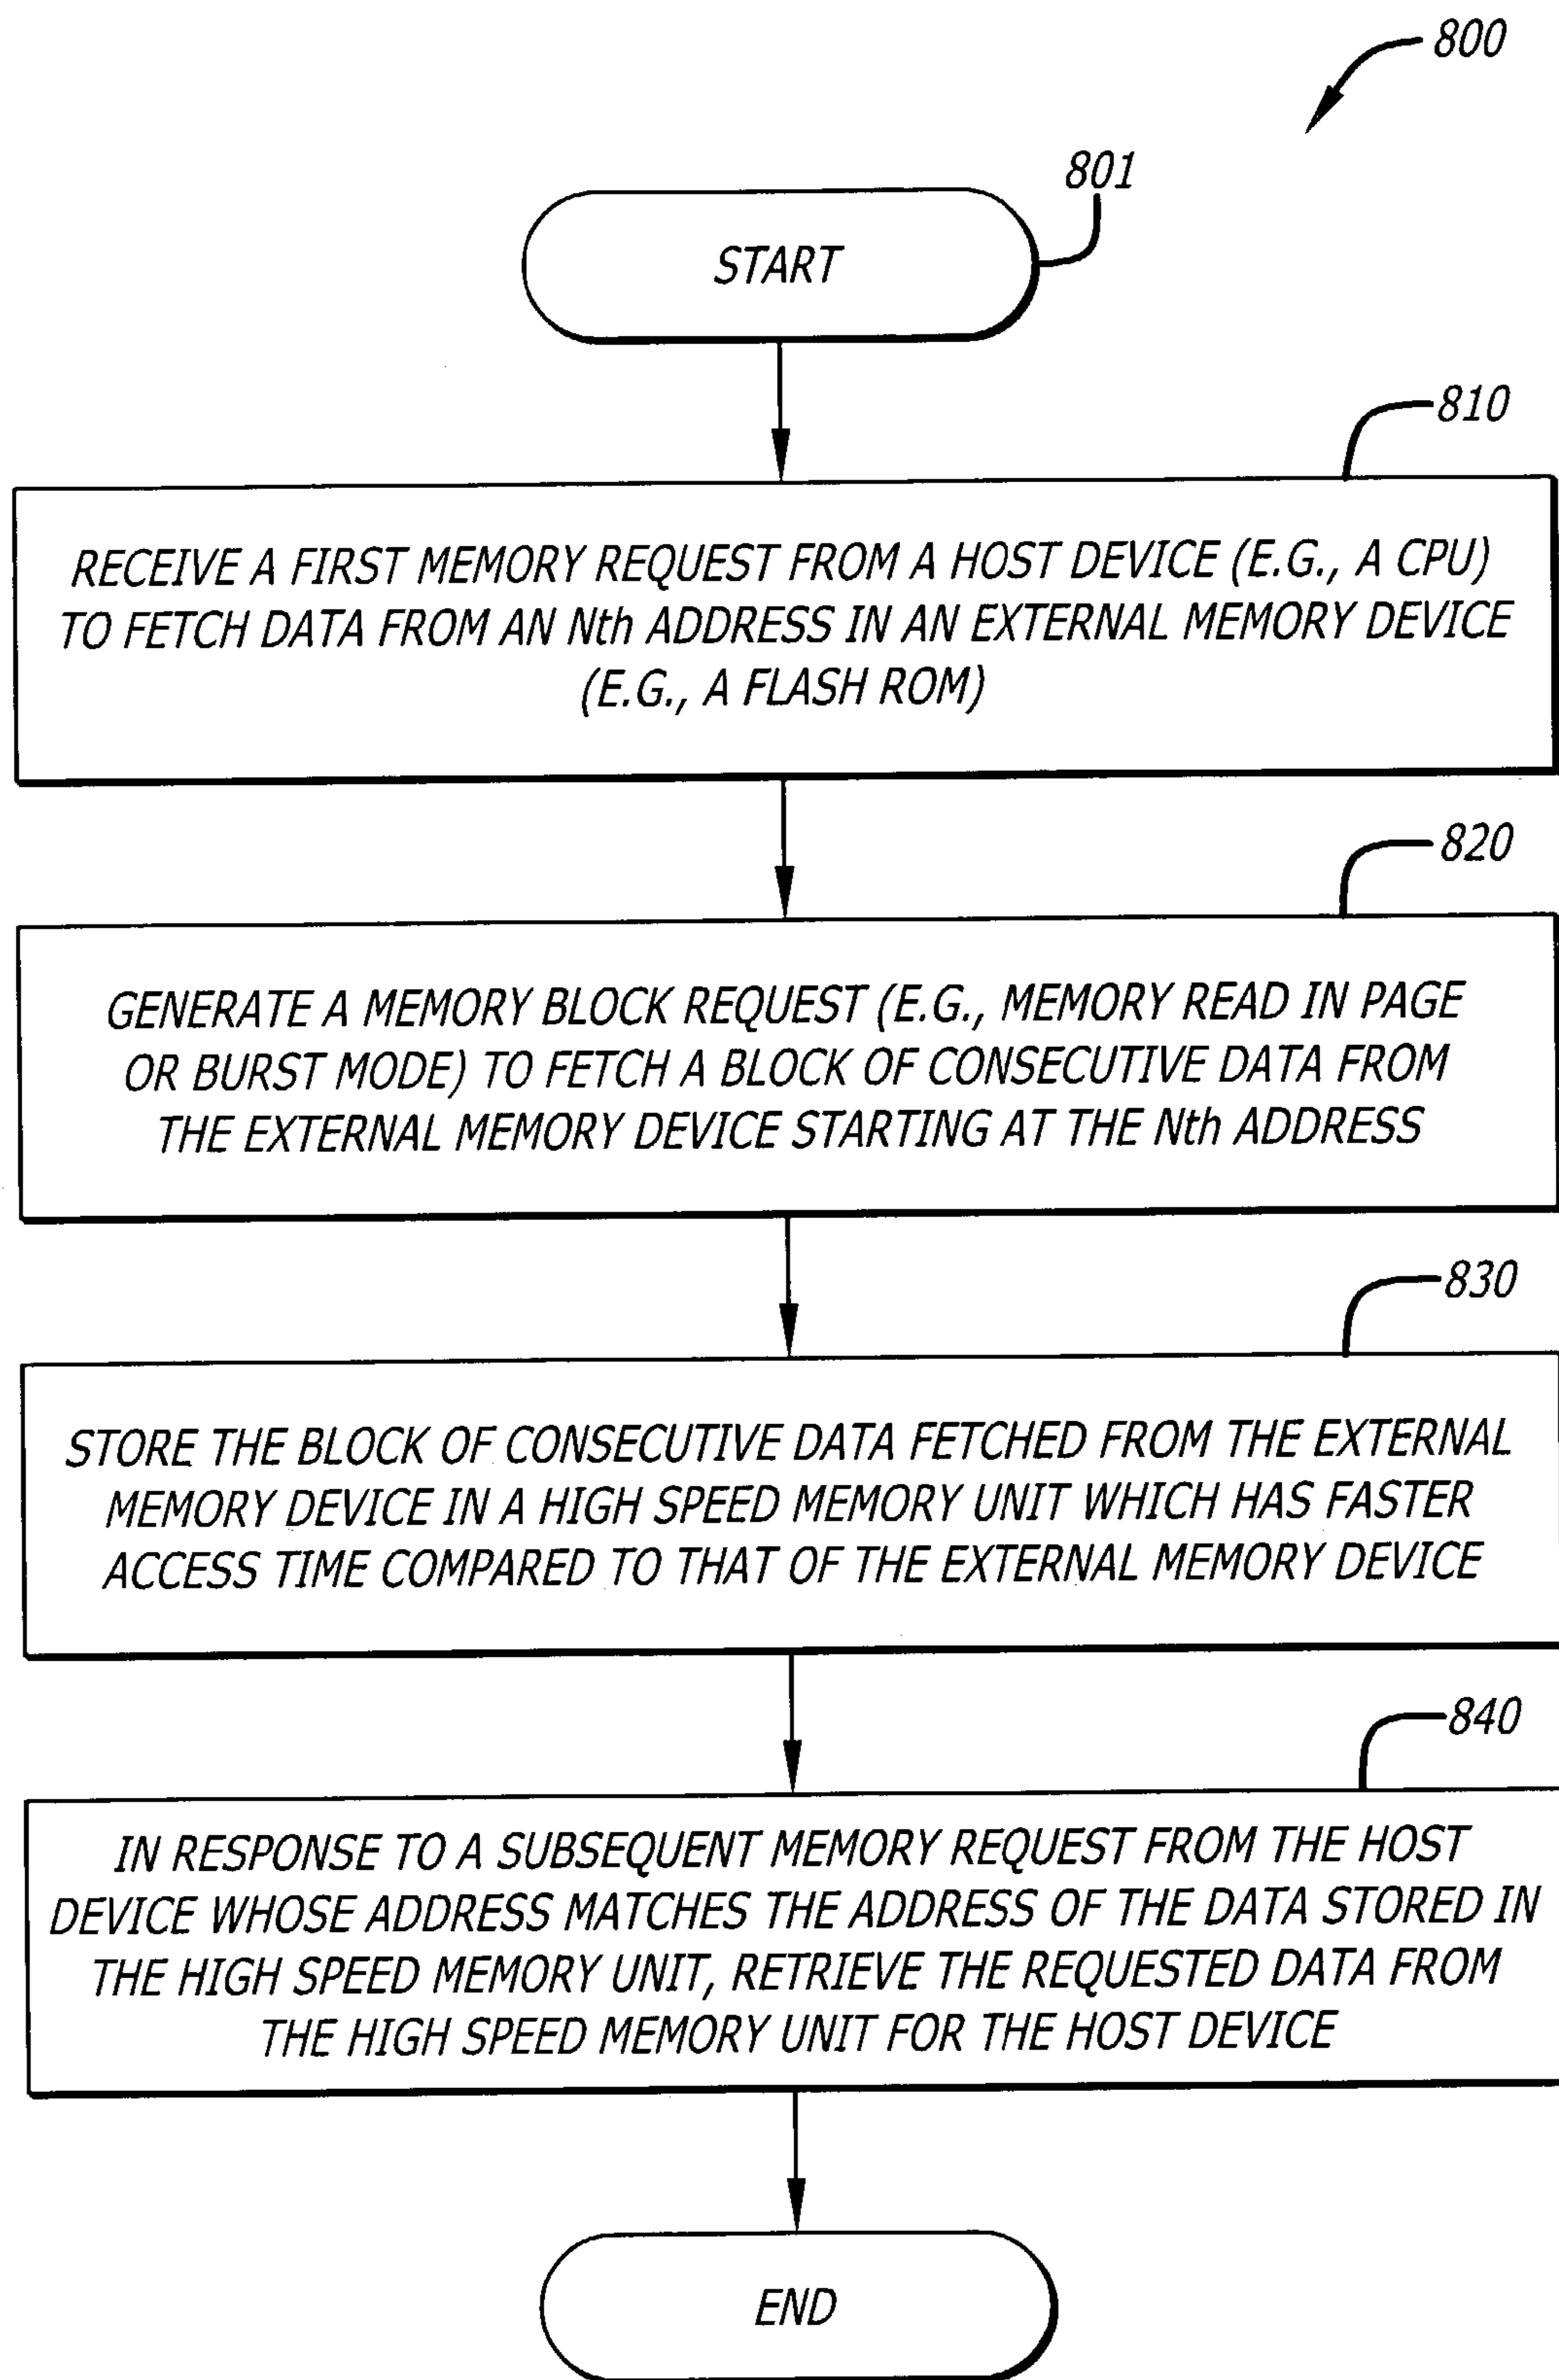 800
801
START
810
RECEIVE A FIRST MEMORY REQUEST FROM A HOST DEVICE (E.G., A CPU)
TO FETCH DATA FROM AN Nth ADDRESS IN AN EXTERNAL MEMORY DEVICE
(E.G., A FLASH ROM)
820
GENERATE A MEMORY BLOCK REQUEST (E.G., MEMORY READ IN PAGE
OR BURST MODE) TO FETCH A BLOCK OF CONSECUTIVE DATA FROM
THE EXTERNAL MEMORY DEVICE STARTING AT THE Nth ADDRESS
830
STORE THE BLOCK OF CONSECUTIVE DATA FETCHED FROM THE EXTERNAL
MEMORY DEVICE IN A HIGH SPEED MEMORY UNIT WHICH HAS FASTER
ACCESS TIME COMPARED TO THAT OF THE EXTERNAL MEMORY DEVICE
840
IN RESPONSE TO A SUBSEQUENT MEMORY REQUEST FROM THE HOST
DEVICE WHOSE ADDRESS MATCHES THE ADDRESS OF THE DATA STORED IN
THE HIGH SPEED MEMORY UNIT, RETRIEVE THE REQUESTED DATA FROM
THE HIGH SPEED MEMORY UNIT FOR THE HOST DEVICE
END